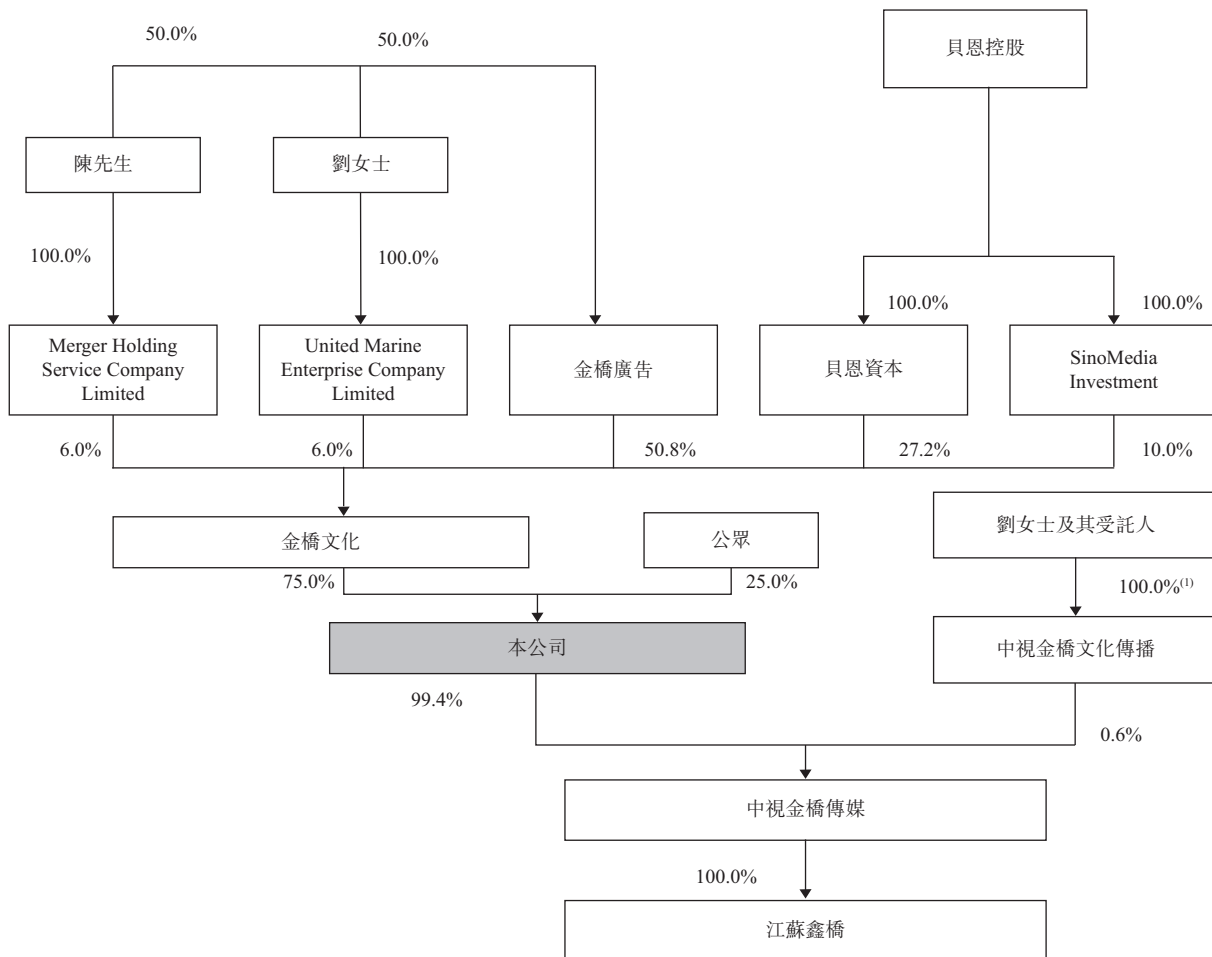 50.0%
50.0%
貝恩控股
陳先生
劉女士
100.0%
100.0%
100.0%
100.0%
Merger Holding
Service Company
Limited
United Marine
Enterprise Company
Limited
金橋廣告
貝恩資本
SinoMedia
Investment
6.0%
6.0%
50.8%
27.2%
10.0%
金橋文化
公眾
劉女士及其受託人
75.0%
25.0%
100.0%(1)
本公司
中視金橋文化傳播
99.4%
0.6%
中視金橋傳媒
100.0%
江蘇鑫橋